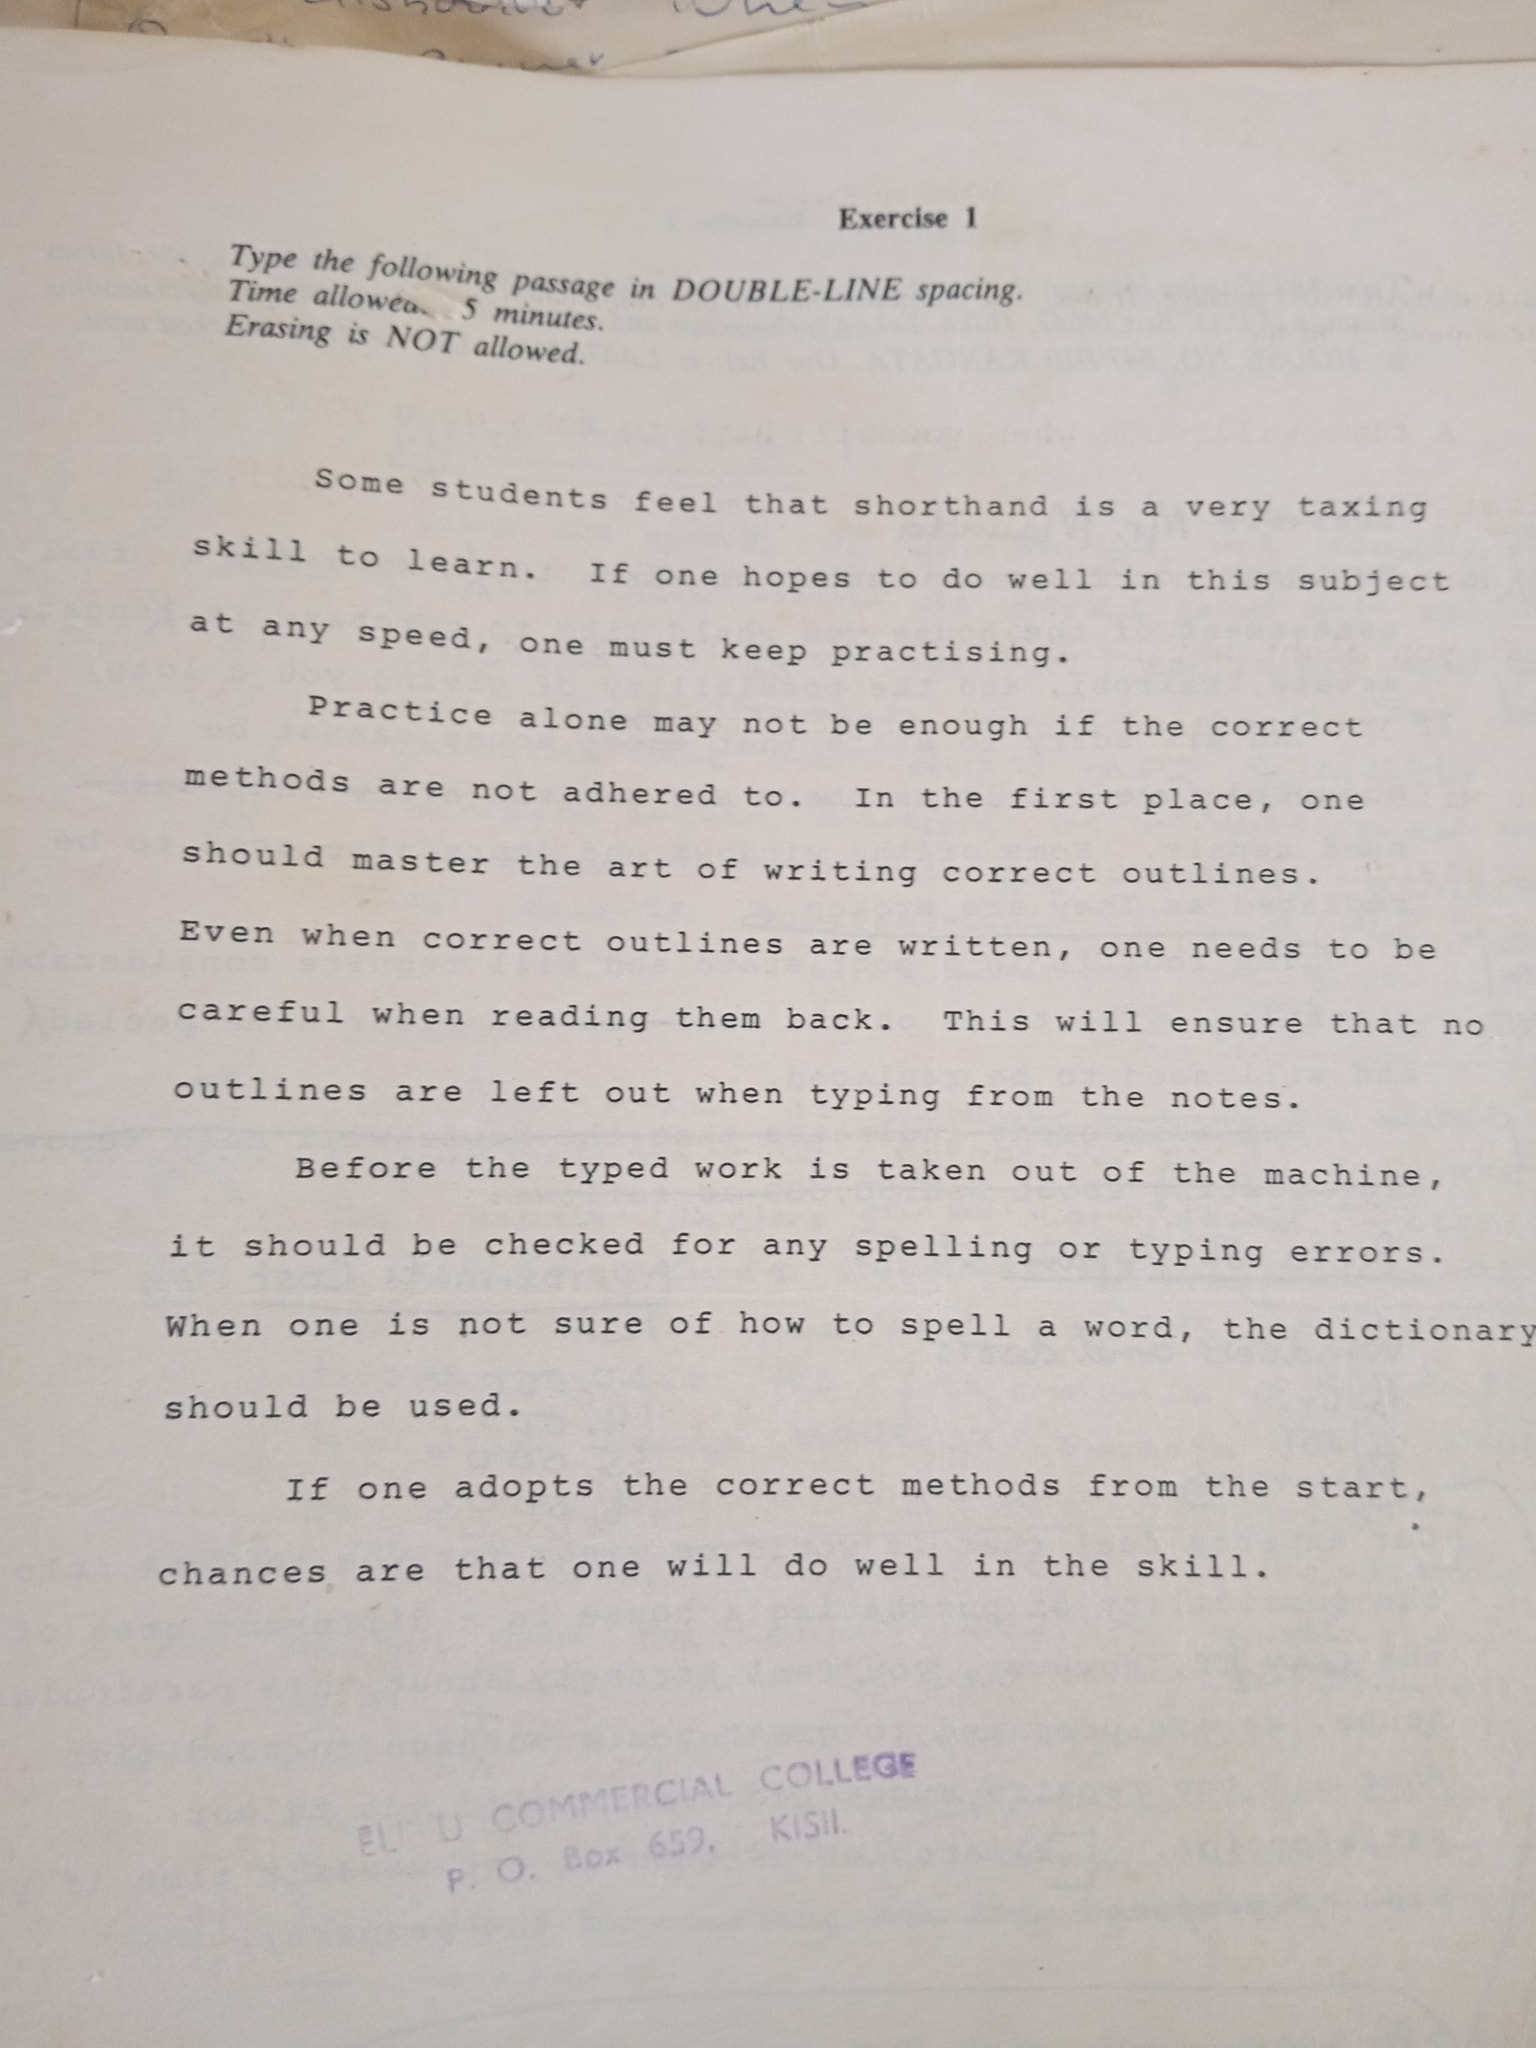 Exercise 1
Type the following passage in DOUBLE-LINE spacing.
Time allowed 5 minutes.
Erasing is NOT allowed.
Some students feel that shorthand is a very taxing
skill to learn. If one hopes to do well in this subject
at any speed, one must keep practising.
Practice alone may not be enough if the correct
methods are not adhered to. In the first place, one
should master the art of writing correct outlines.
Even when correct outlines are written, one needs to be
careful when reading them back. This will ensure that no
outlines are left out when typing from the notes.
Before the typed work is taken out of the machine,
it should be checked for any spelling or typing errors.
When one is not sure of how to spell a word, the dictionary
should be used.
If one adopts the correct methods from the start,
chances are that one will do well in the skill.
COMMERCIAL COLLEGE
P. O. Box 659, KISII.